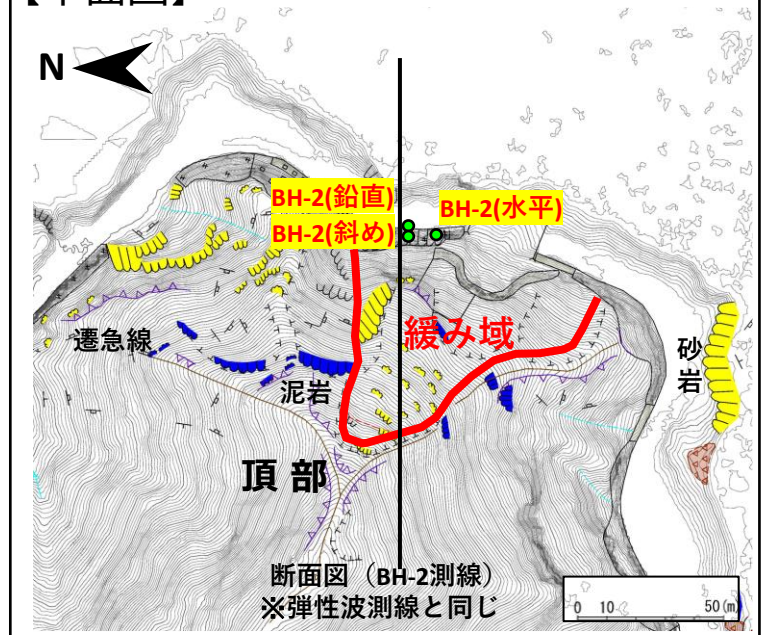 【平面図】
N
BH-2(鉛直)
BH-2(水平)
BH-2(斜め)
緩み域
遷急線
砂岩
泥岩
頂部
断面図（BH-2測線）
※弾性波測線と同じ
0 10 50(m)